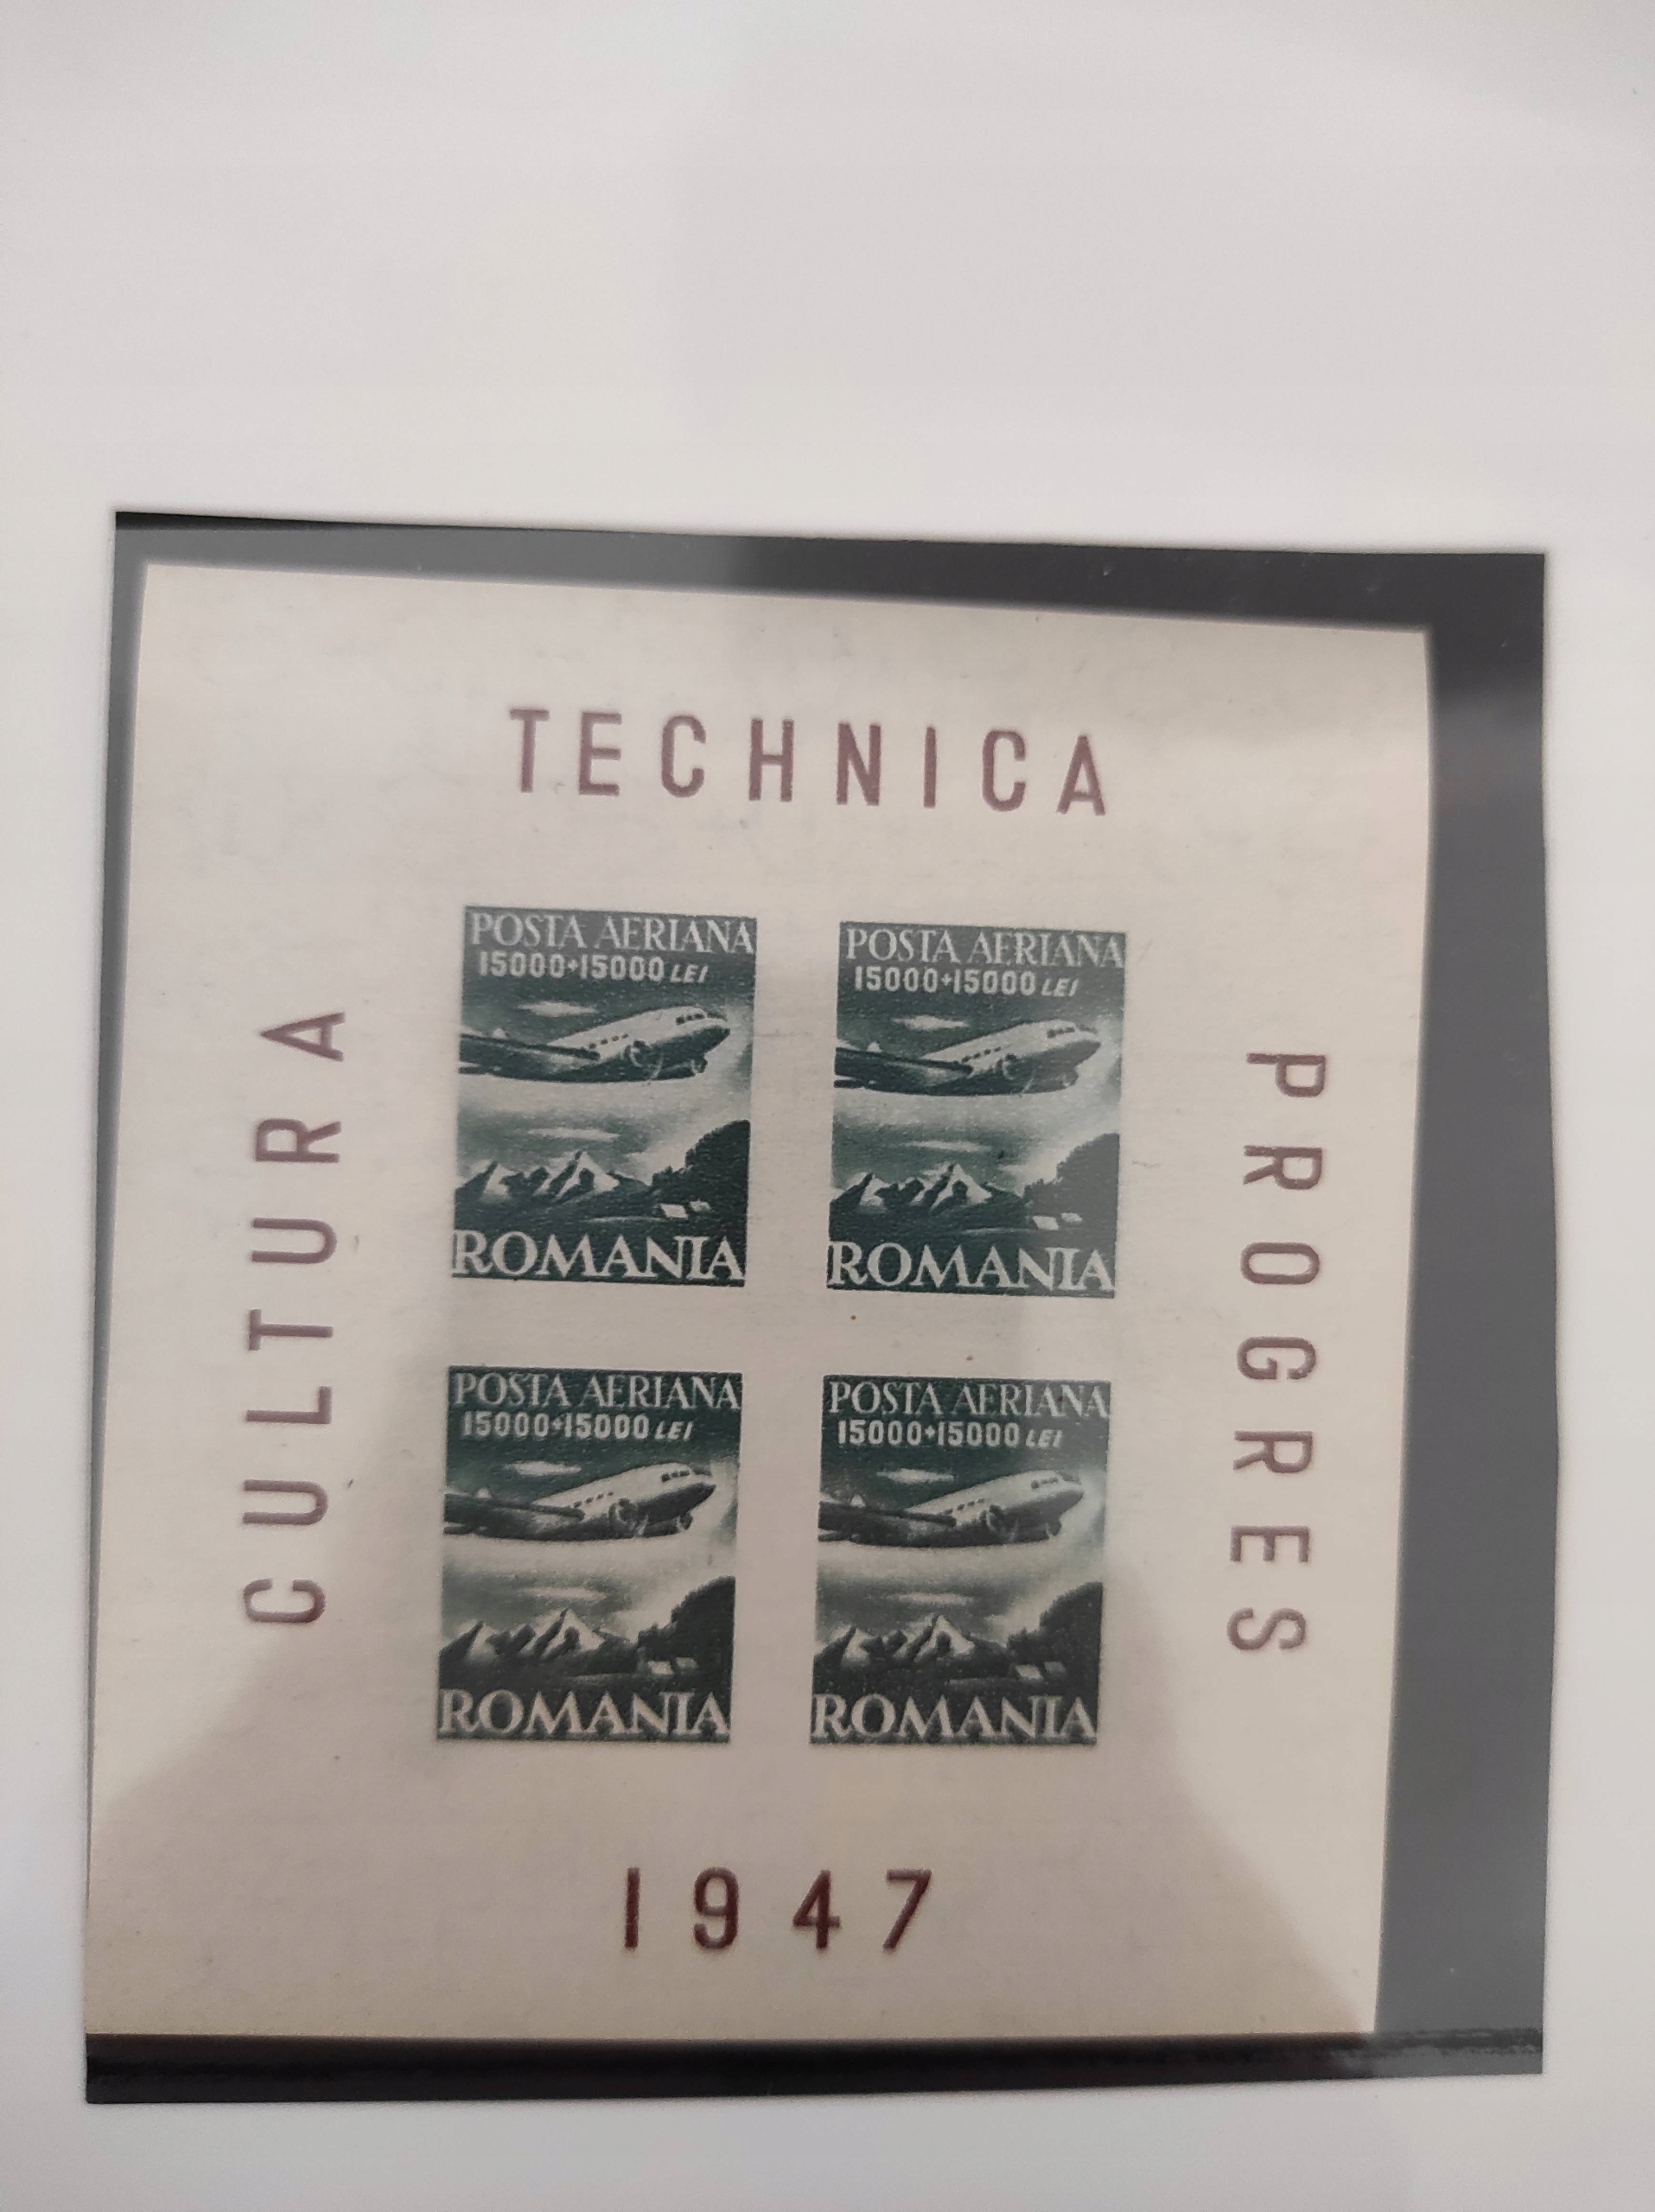 TECHNICA
CULTURA
POSTA AERIANA
15000+15000 LEI
ROMANIA
POSTA AERIANA
15000+15000 LEI
ROMANIA
POSTA AERIANA
15000+15000 LEI
ROMANIA
POSTA AERIANA
15000+15000 LEI
ROMANIA
PROGRES
1947